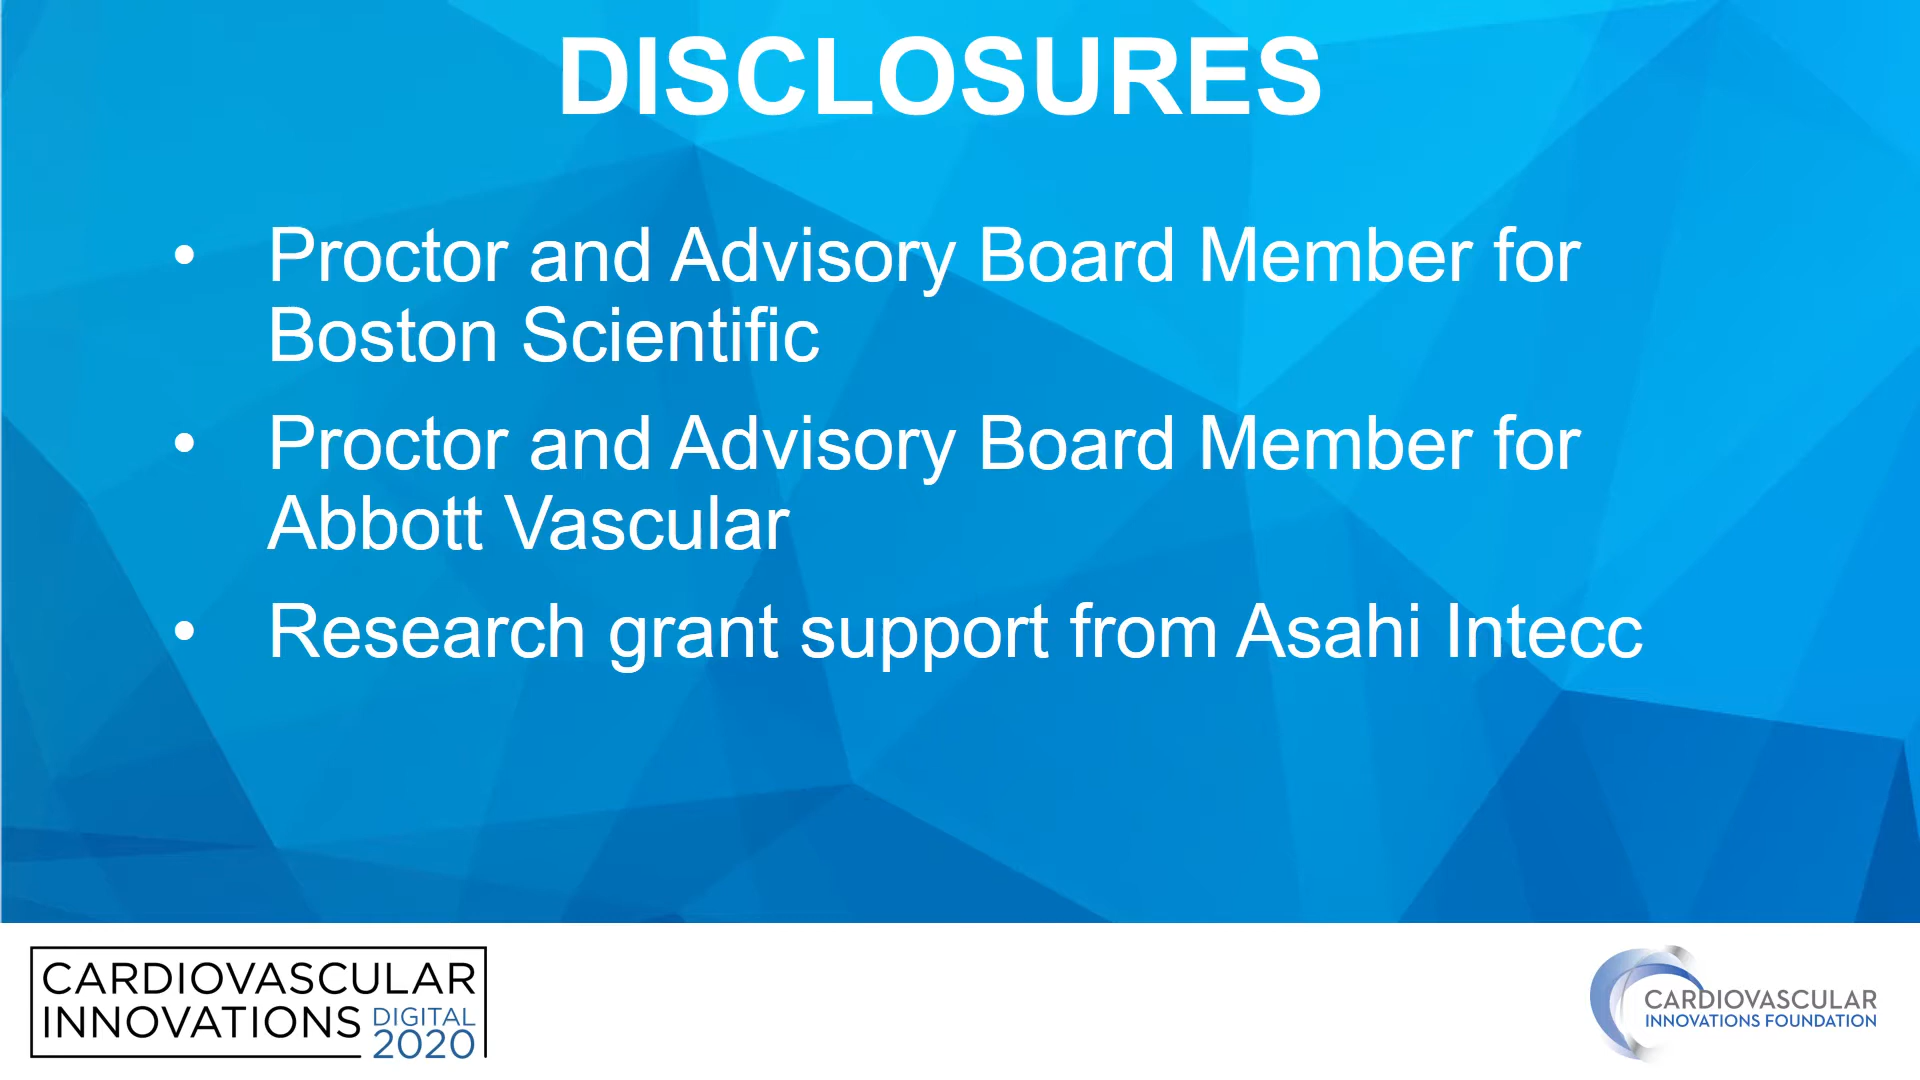 DISCLOSURES
• Proctor and Advisory Board Member for
Boston Scientific
• Proctor and Advisory Board Member for
Abbott Vascular
• Research grant support from Asahi Intecc
CARDIOVASCULAR
INNOVATIONS DIGITAL
2020
CARDIOVASCULAR
INNOVATIONS FOUNDATION